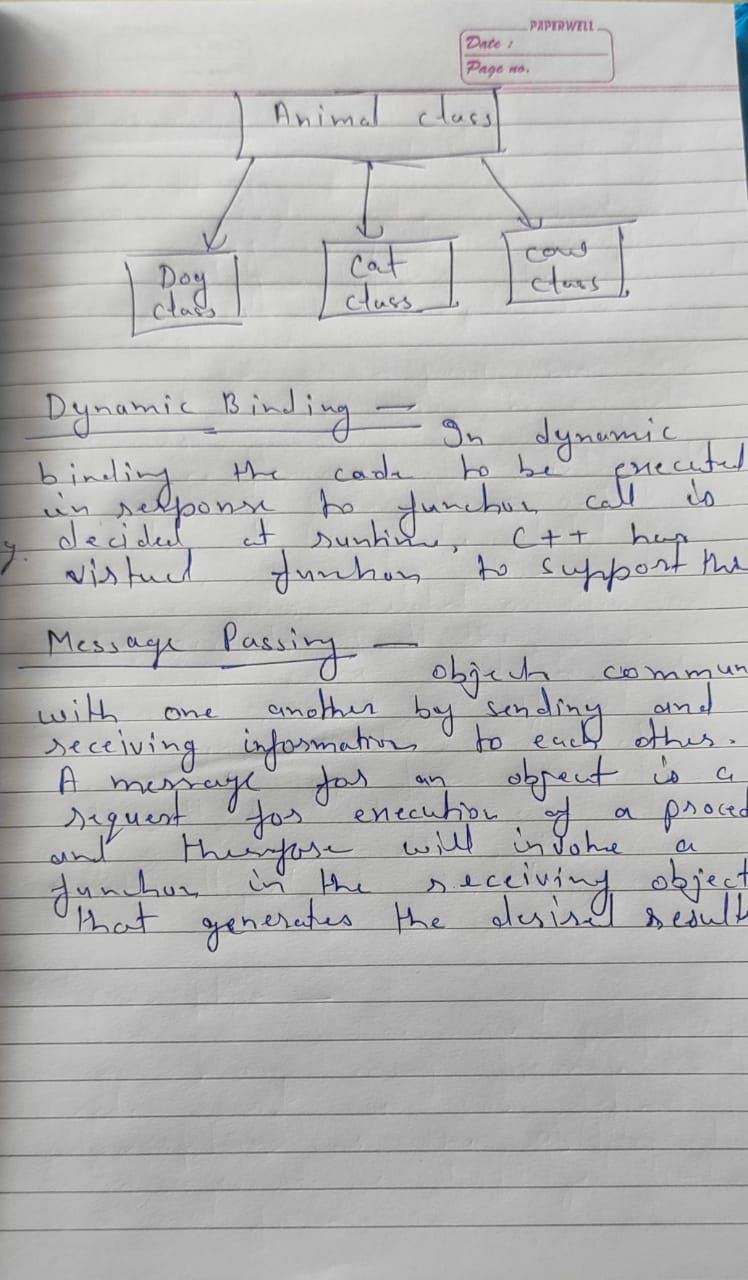 PAPERWELL
Date :
Page no.
Animal class
Dog
class
Cat
class
cow
class
Dynamic Binding —
In dynamic
binding the code to be executed
in response to function call is
decided at runtime, C++ has
virtual function to support the
Message Passing —
object commun
with one another by sending and
receiving information to each other.
A message for an object is a
request for execution of a proced
and therefore will invoke a
function in the receiving object
that generates the desired result